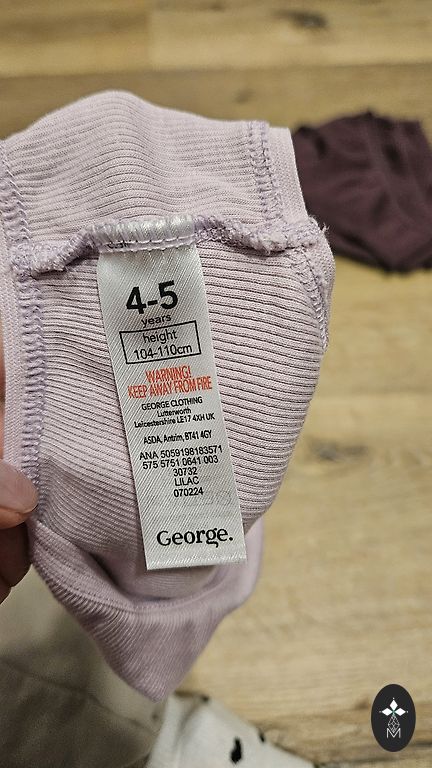 4-5
years
height
104-110cm
WARNING!
KEEP AWAY FROM FIRE
GEORGE CLOTHING
Lutterworth
Leicestershire LE17 4XH UK
ASDA, Antrim, BT41 4GY
ANA 5059198183571
575 5751 0641 003
30732
LILAC
070224
George.
M